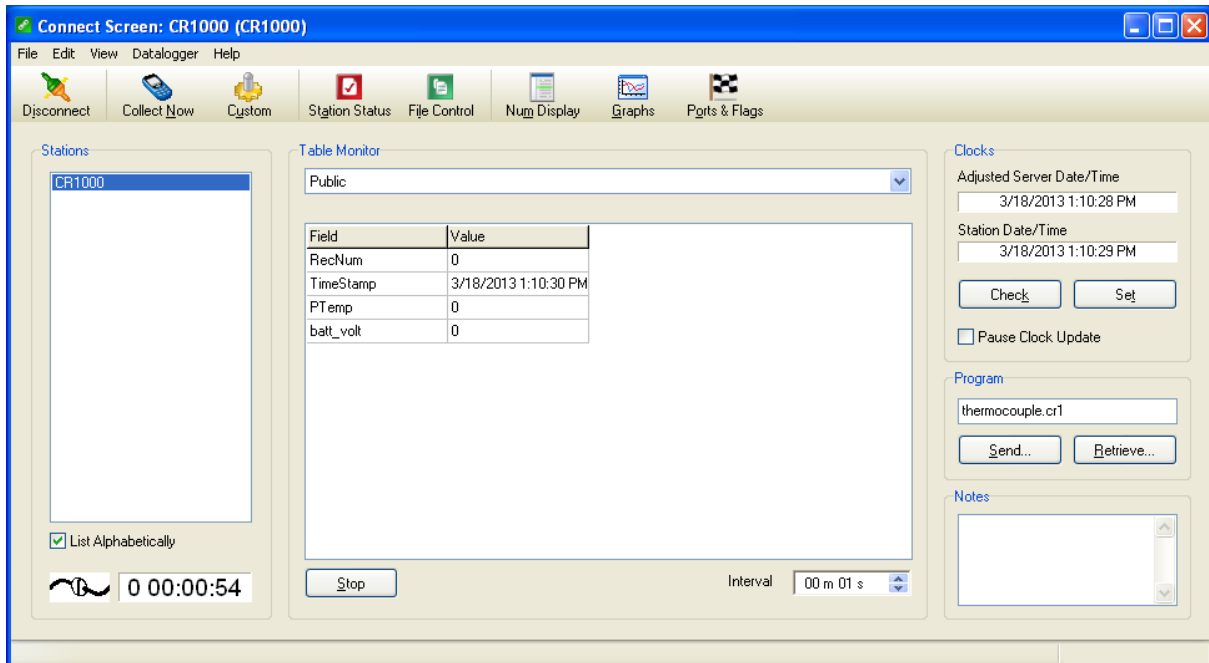 Connect Screen: CR1000 (CR1000)
File Edit View Datalogger Help
Disconnect Collect Now Custom Station Status File Control Num Display Graphs Ports & Flags
Stations
CR1000
List Alphabetically
0 00:00:54
Table Monitor
Public
Field Value
RecNum 0
TimeStamp 3/18/2013 1:10:30 PM
PTemp 0
batt_volt 0
Stop Interval 00 m 01 s
Clocks
Adjusted Server Date/Time
3/18/2013 1:10:28 PM
Station Date/Time
3/18/2013 1:10:29 PM
Check Set
Pause Clock Update
Program
thermocouple.cr1
Send... Retrieve...
Notes